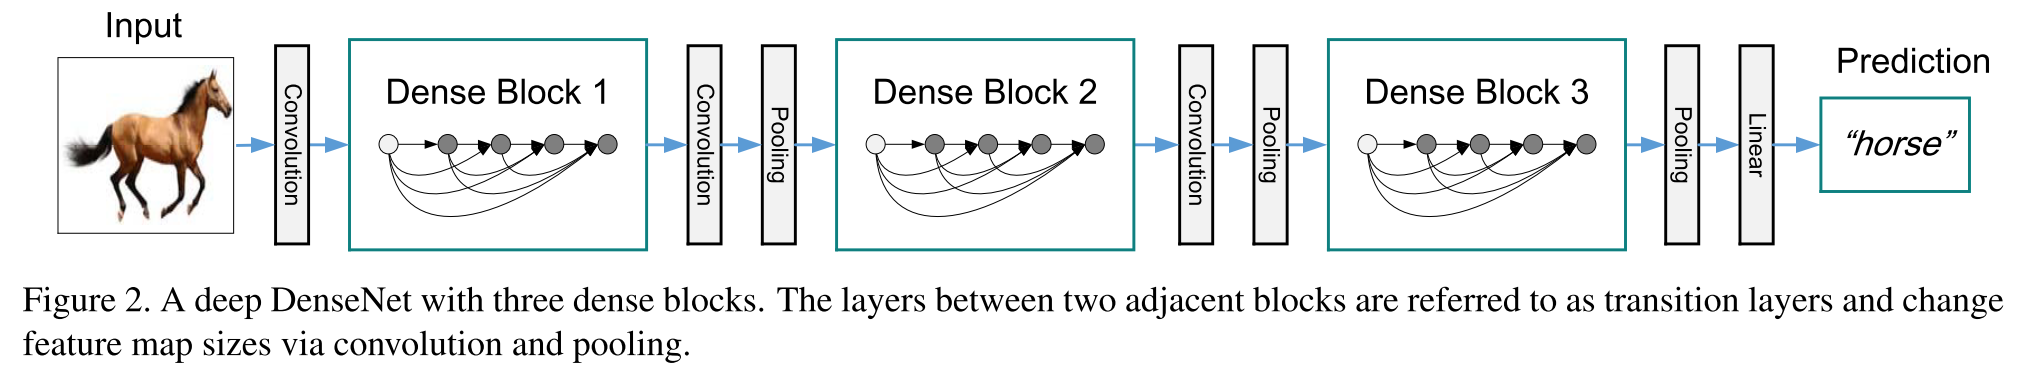 Input
Convolution
Dense Block 1
Convolution
Pooling
Dense Block 2
Convolution
Pooling
Dense Block 3
Pooling
Linear
Prediction
“horse”
Figure 2. A deep DenseNet with three dense blocks. The layers between two adjacent blocks are referred to as transition layers and change
feature map sizes via convolution and pooling.